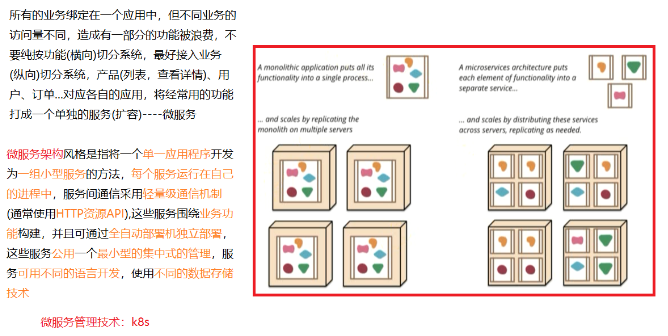 所有的业务绑定在一个应用中，但不同业务的
访问量不同，造成有一部分的功能被浪费，不
要纯按功能(横向)切分系统，最好接入业务
(纵向)切分系统，产品(列表，查看详情)、用
户、订单...对应各自的应用，将经常用的功能
打成一个单独的服务(扩容)----微服务
微服务架构风格是指将一个单一应用程序开发
为一组小型服务的方法，每个服务运行在自己
的进程中，服务间通信采用轻量级通信机制
(通常使用HTTP资源API),这些服务围绕业务功
能构建，并且可通过全自动部署机独立部署，
这些服务公用一个最小型的集中式的管理，服
务可用不同的语言开发，使用不同的数据存储
技术
微服务管理技术：k8s
A monolithic application puts all its
functionality into a single process...
... and scales by replicating the
monolith on multiple servers
A microservices architecture puts
each element of functionality into a
separate service...
... and scales by distributing these services
across servers, replicating as needed.